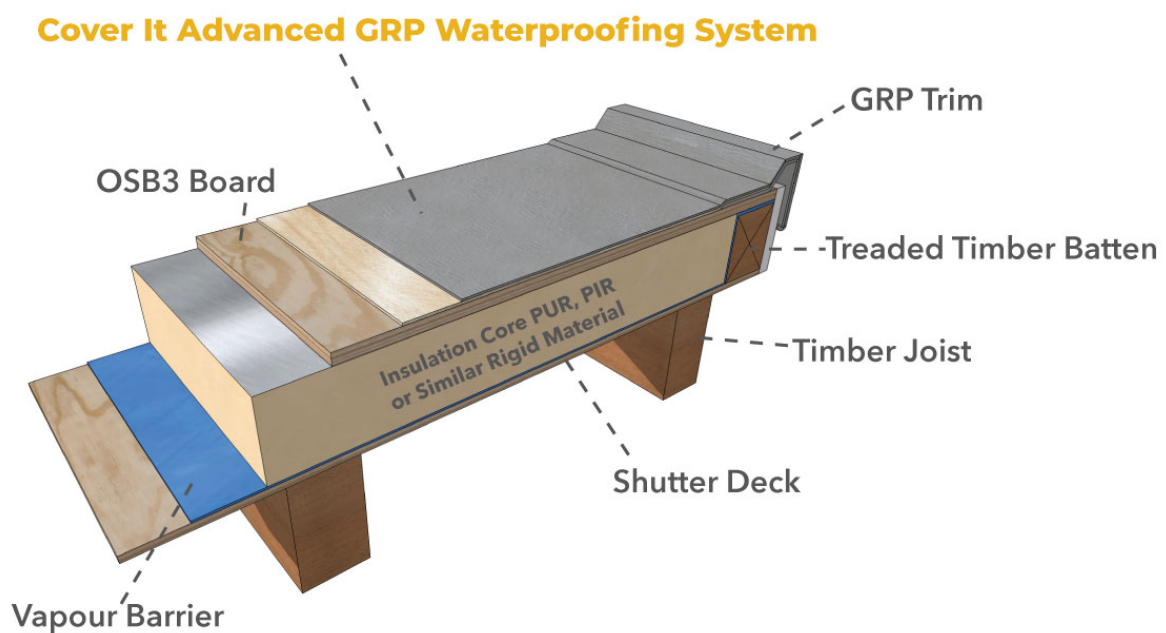 Cover It Advanced GRP Waterproofing System
GRP Trim
OSB3 Board
Treaded Timber Batten
Insulation Core PUR, PIR
or Similar Rigid Material
Timber Joist
Shutter Deck
Vapour Barrier